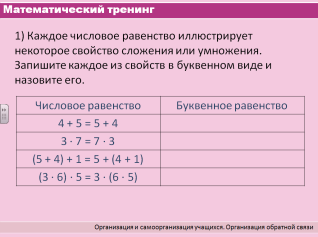 Математический тренинг
1) Каждое числовое равенство иллюстрирует
некоторое свойство сложения или умножения.
Запишите каждое из свойств в буквенном виде и
назовите его.
Числовое равенство Буквенное равенство
4 + 5 = 5 + 4
3 · 7 = 7 · 3
(5 + 4) + 1 = 5 + (4 + 1)
(3 · 6) · 5 = 3 · (6 · 5)
Организация и самоорганизация учащихся. Организация обратной связи